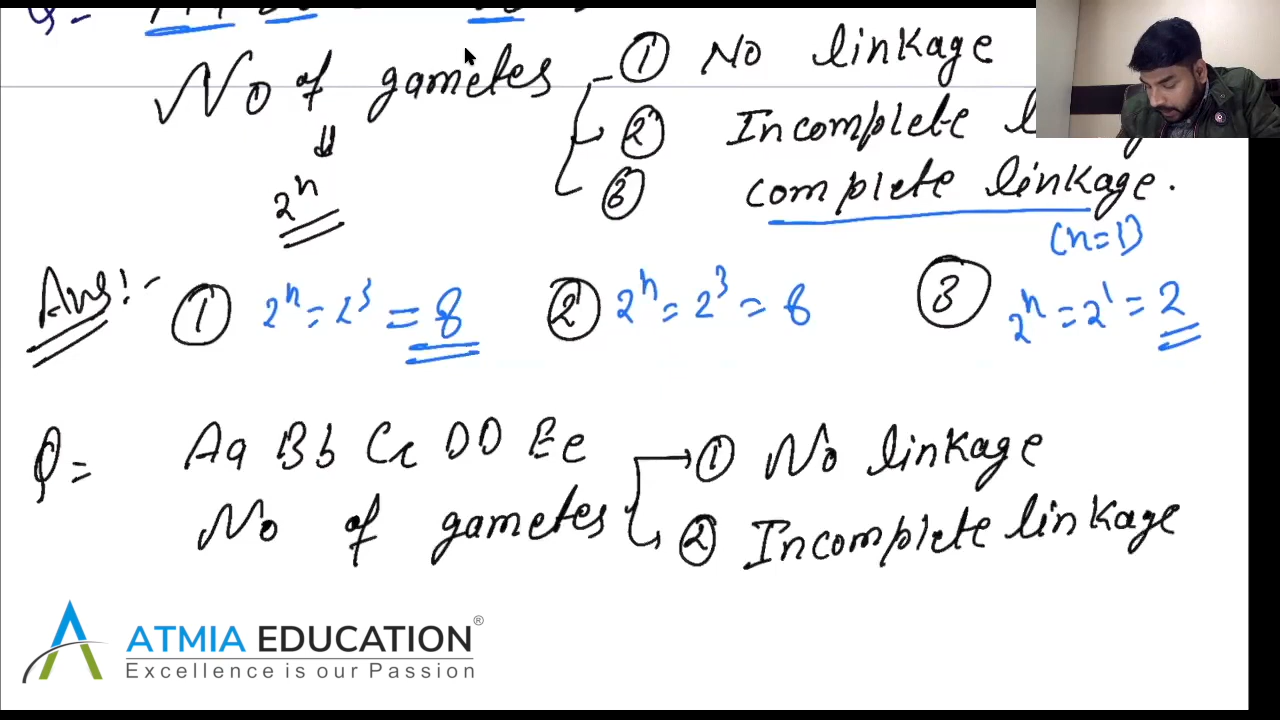 Q=
No of gametes
① No linkage
② Incomplete
③ complete linkage.
2ⁿ
(n=1)
Ans:- ① 2ⁿ = 2³ = 8 ② 2ⁿ = 2³ = 8 ③ 2ⁿ = 2¹ = 2
Q= Aa Bb Cc DD Ee
No of gametes
① No linkage
② Incomplete linkage
ATMIA EDUCATION®
Excellence is our Passion